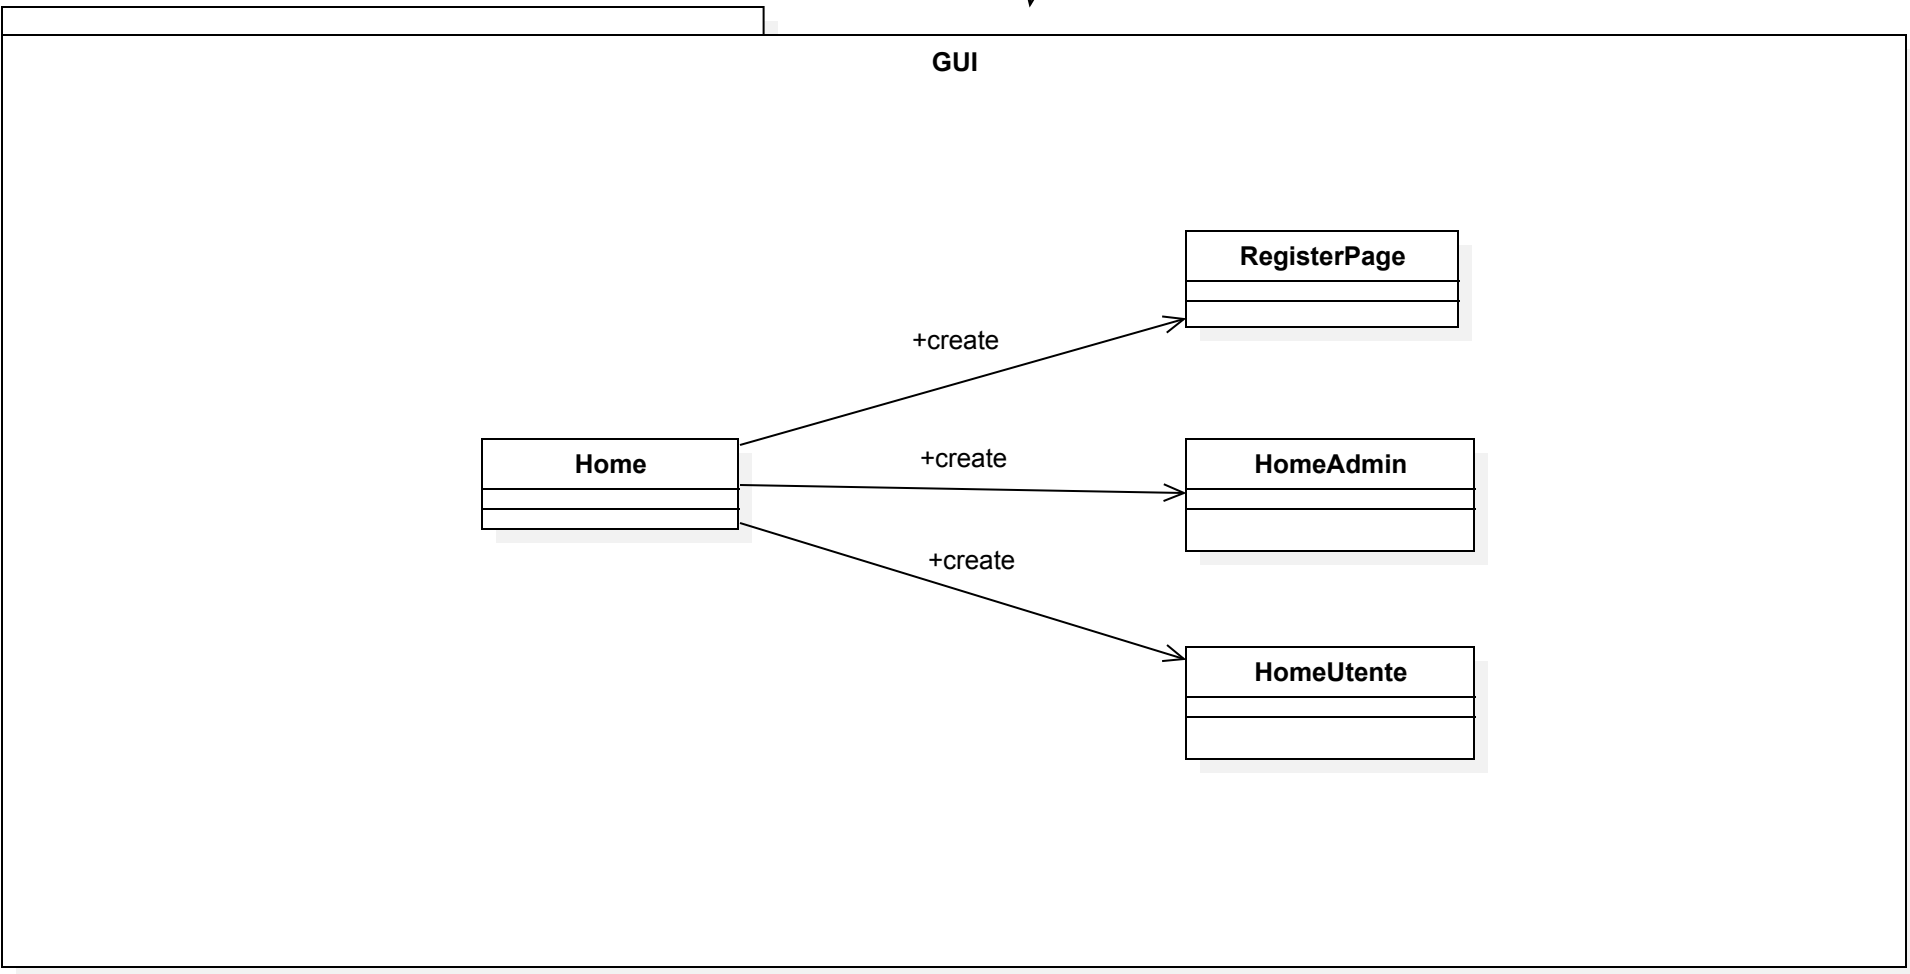 GUI
RegisterPage
+create
Home
+create
HomeAdmin
+create
HomeUtente